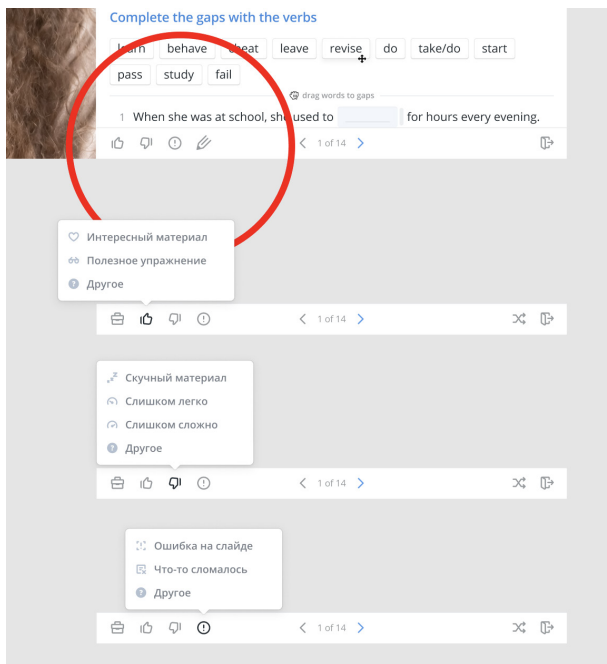 Complete the gaps with the verbs
learn behave cheat leave revise do take/do start
pass study fail
drag words to gaps
1 When she was at school, she used to for hours every evening.
1 of 14
Интересный материал
Полезное упражнение
Другое
1 of 14
Скучный материал
Слишком легко
Слишком сложно
Другое
1 of 14
Ошибка на слайде
Что-то сломалось
Другое
1 of 14